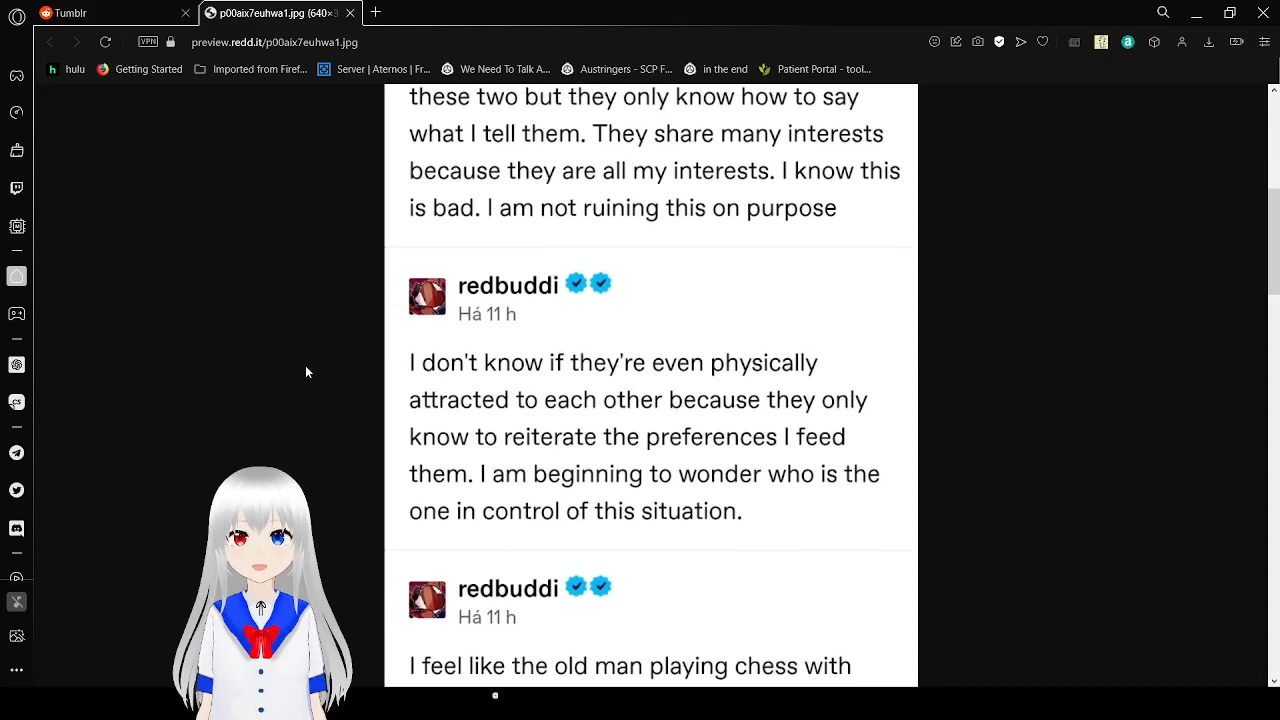 Tumblr
p00aix7euhwa1.jpg (640×3
VPN
preview.redd.it/p00aix7euhwa1.jpg
hulu
Getting Started
Imported from Firef...
Server | Aternos | Fr...
We Need To Talk A...
Austringers - SCP F...
in the end
Patient Portal - tool...
these two but they only know how to say
what I tell them. They share many interests
because they are all my interests. I know this
is bad. I am not ruining this on purpose
redbuddi
Há 11 h
I don't know if they're even physically
attracted to each other because they only
know to reiterate the preferences I feed
them. I am beginning to wonder who is the
one in control of this situation.
redbuddi
Há 11 h
I feel like the old man playing chess with